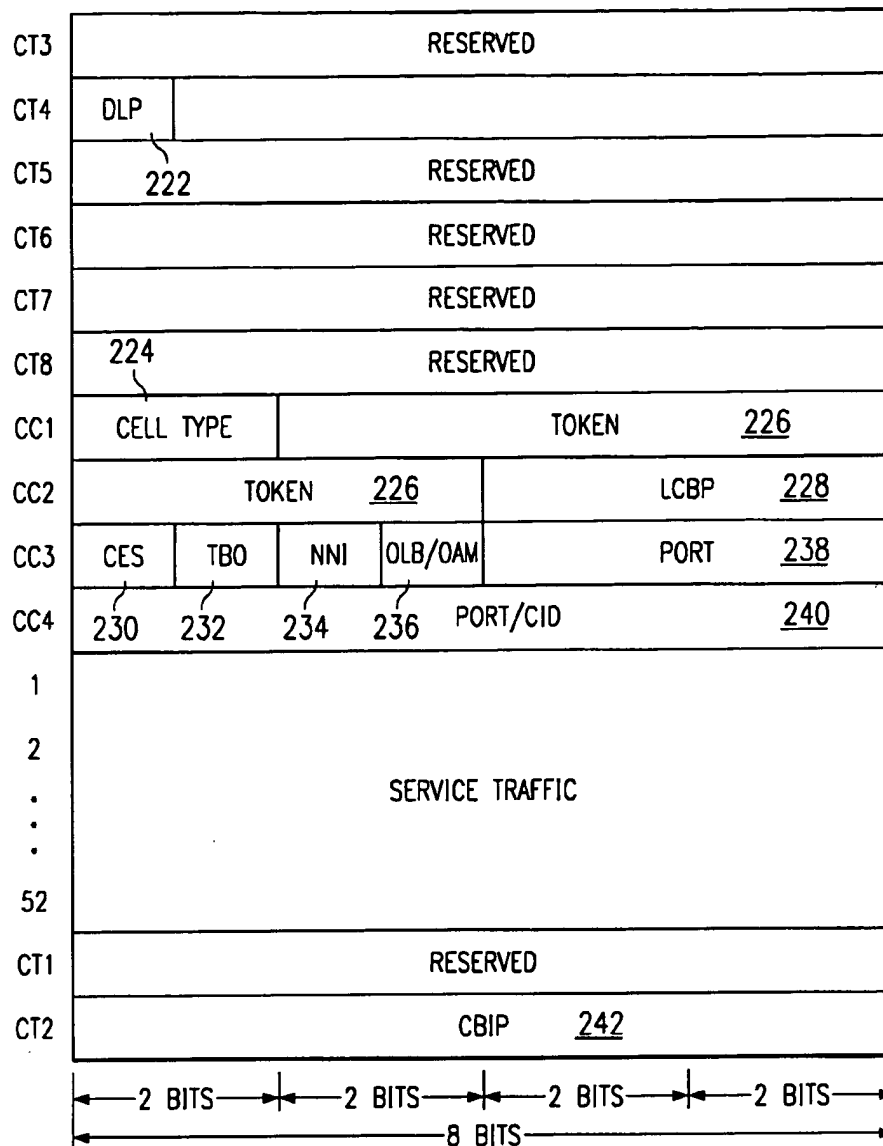 CT3 RESERVED
CT4 DLP
222
CT5 RESERVED
CT6 RESERVED
CT7 RESERVED
CT8 RESERVED
224
CC1 CELL TYPE TOKEN 226
CC2 TOKEN 226 LCBP 228
CC3 CES TBO NNI OLB/OAM PORT 238
230 232 234 236
CC4 PORT/CID 240
1
2
.
.
.
SERVICE TRAFFIC
52
CT1 RESERVED
CT2 CBIP 242
2 BITS 2 BITS 2 BITS 2 BITS
8 BITS